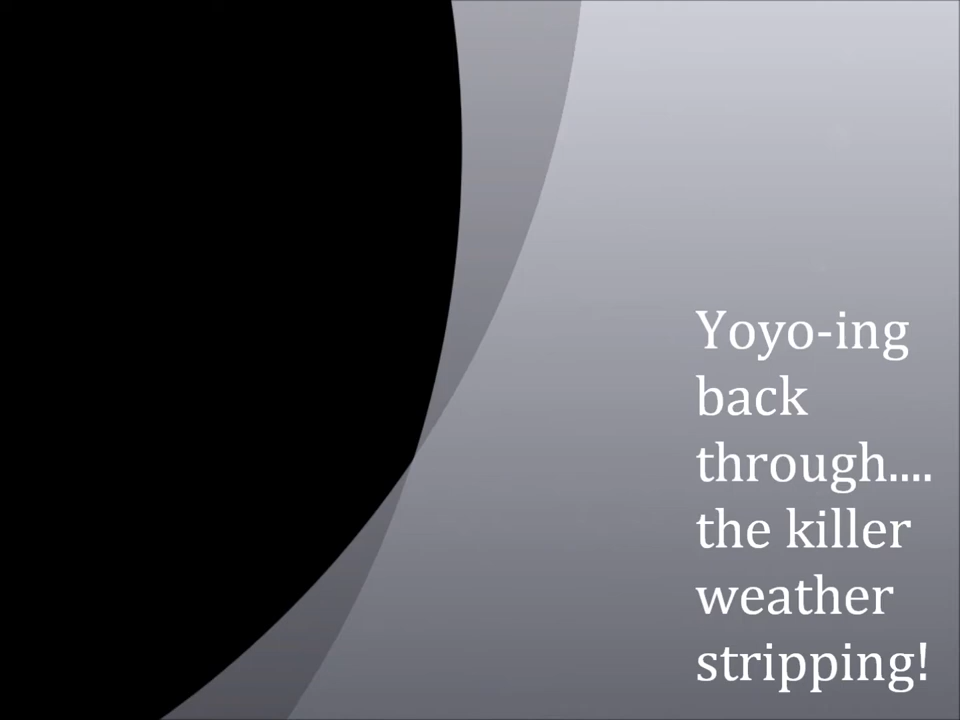 Yoyo-ing
back
through....
the killer
weather
stripping!